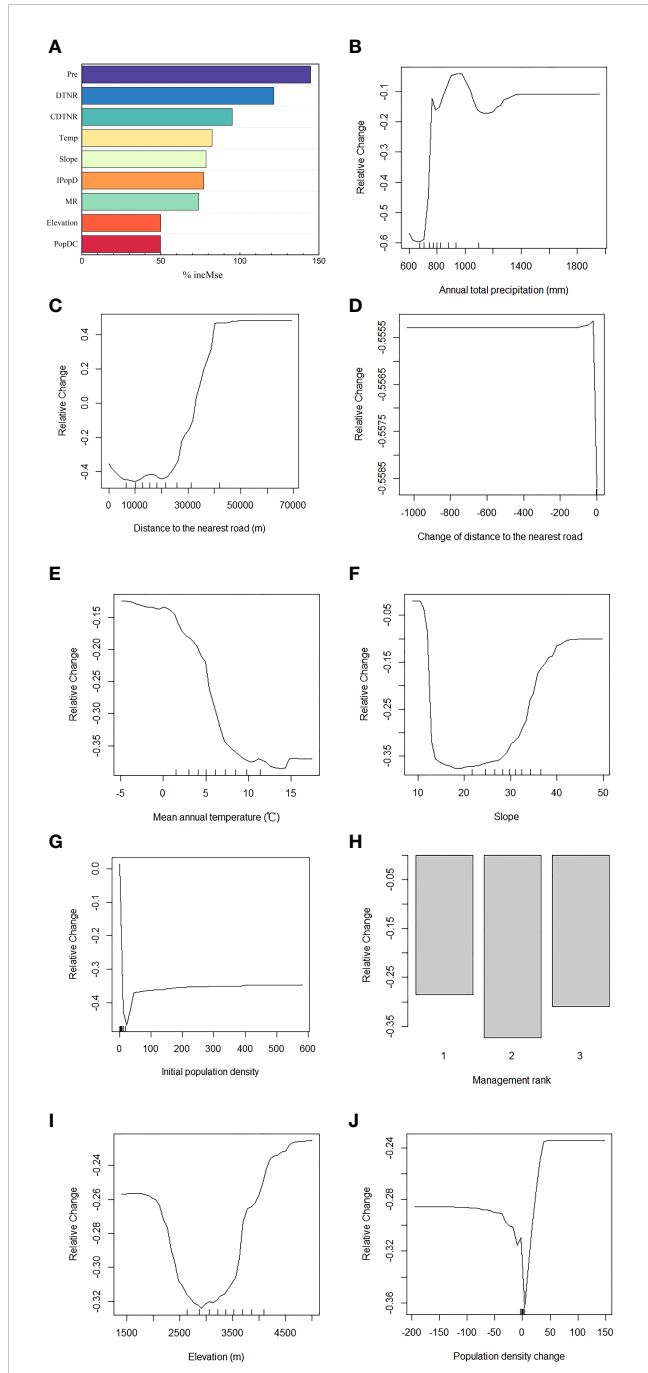 A
Pre
DTNR
CDTNR
Temp
Slope
IPopD
MR
Elevation
PopDC
0 50 100 150
% incMse
B
Relative Change
-0.1
-0.2
-0.3
-0.4
-0.5
-0.6
600 800 1000 1400 1800
Annual total precipitation (mm)
C
Relative Change
0.4
0.2
0.0
-0.2
-0.4
0 10000 30000 50000 70000
Distance to the nearest road (m)
D
Relative Change
-0.5555
-0.5565
-0.5575
-0.5585
-1000 -800 -600 -400 -200 0
Change of distance to the nearest road
E
Relative Change
-0.15
-0.20
-0.25
-0.30
-0.35
-5 0 5 10 15
Mean annual temperature (℃)
F
Relative Change
-0.05
-0.15
-0.25
-0.35
10 20 30 40 50
Slope
G
Relative Change
0.0
-0.1
-0.2
-0.3
-0.4
0 100 200 300 400 500 600
Initial population density
H
Relative Change
-0.05
-0.15
-0.25
-0.35
1 2 3
Management rank
I
Relative Change
-0.24
-0.26
-0.28
-0.30
-0.32
1500 2500 3500 4500
Elevation (m)
J
Relative Change
-0.24
-0.28
-0.32
-0.36
-200 -150 -100 -50 0 50 100 150
Population density change